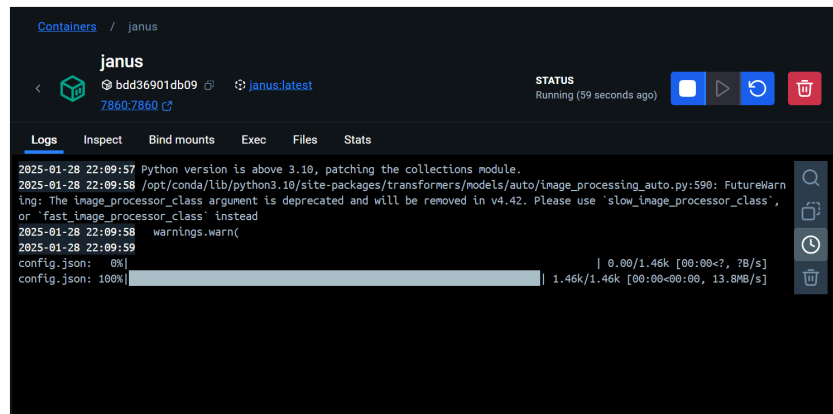 Containers / janus
janus
bdd36901db09
janus:latest
7860:7860
STATUS
Running (59 seconds ago)
Logs Inspect Bind mounts Exec Files Stats
2025-01-28 22:09:57 Python version is above 3.10, patching the collections module.
2025-01-28 22:09:58 /opt/conda/lib/python3.10/site-packages/transformers/models/auto/image_processing_auto.py:590: FutureWarn
ing: The image_processor_class argument is deprecated and will be removed in v4.42. Please use `slow_image_processor_class`,
or `fast_image_processor_class` instead
2025-01-28 22:09:58   warnings.warn(
2025-01-28 22:09:59
config.json:   0%| | 0.00/1.46k [00:00<?, ?B/s]
config.json: 100%| | 1.46k/1.46k [00:00<00:00, 13.8MB/s]